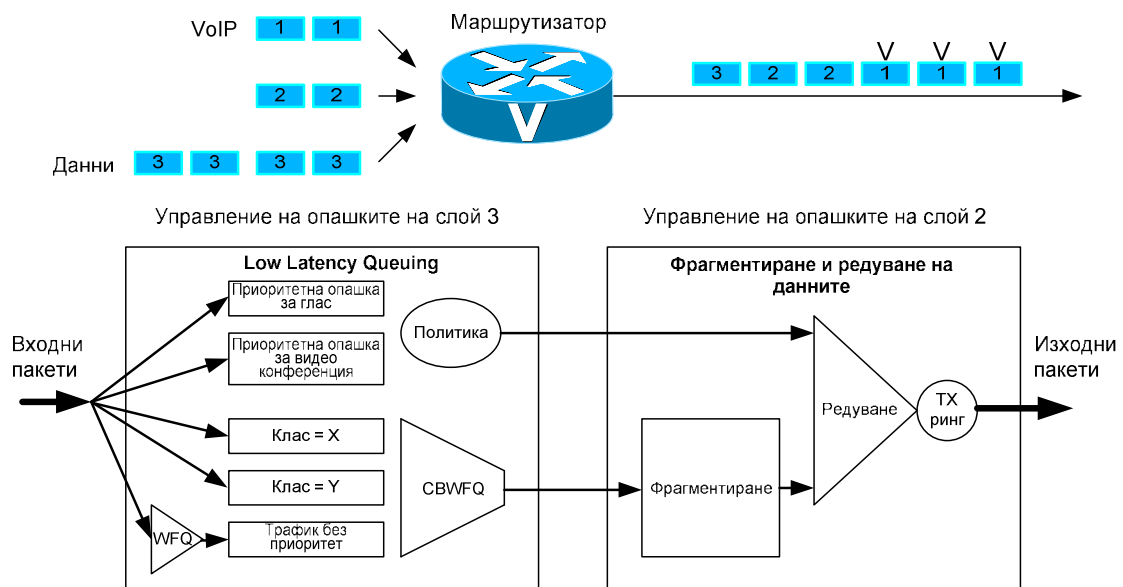 VoIP
1 1
Маршрутизатор
V V V
3 2 2 1 1 1
2 2
V
Данни
3 3 3 3
Управление на опашките на слой 3
Управление на опашките на слой 2
Low Latency Queuing
Приоритетна опашка
за глас
Приоритетна опашка
за видео
конференция
Политика
Входни
пакети
Клас = X
Клас = Y
WFQ
Трафик без
приоритет
CBWFQ
Фрагментиране и редуване на
данните
Фрагментиране
Редуване
TX
ринг
Изходни
пакети